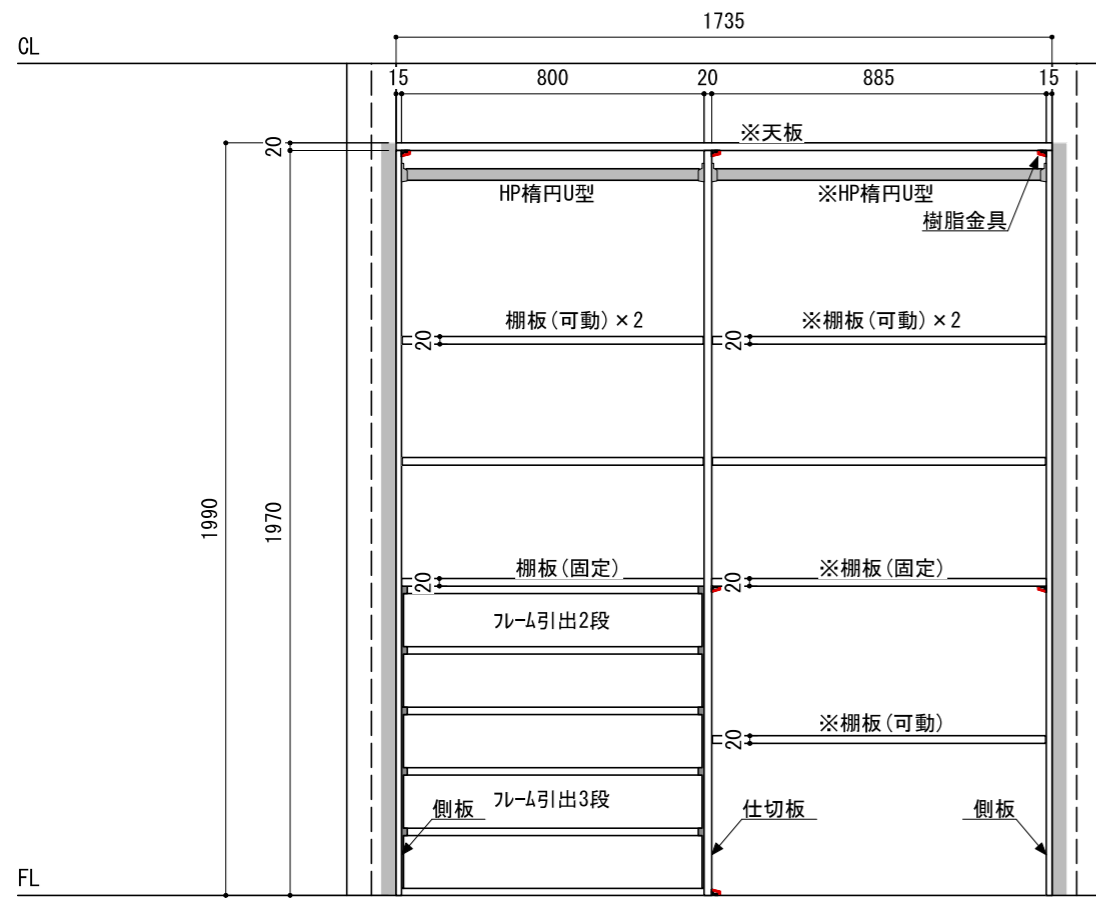 1735
CL
15
800
20
885
15
※天板
20
HP楕円U型
※HP楕円U型
樹脂金具
棚板(可動)×2
※棚板(可動)×2
20
20
1990
1970
棚板(固定)
※棚板(固定)
20
20
フレーム引出2段
※棚板(可動)
20
フレーム引出3段
側板
仕切板
側板
FL